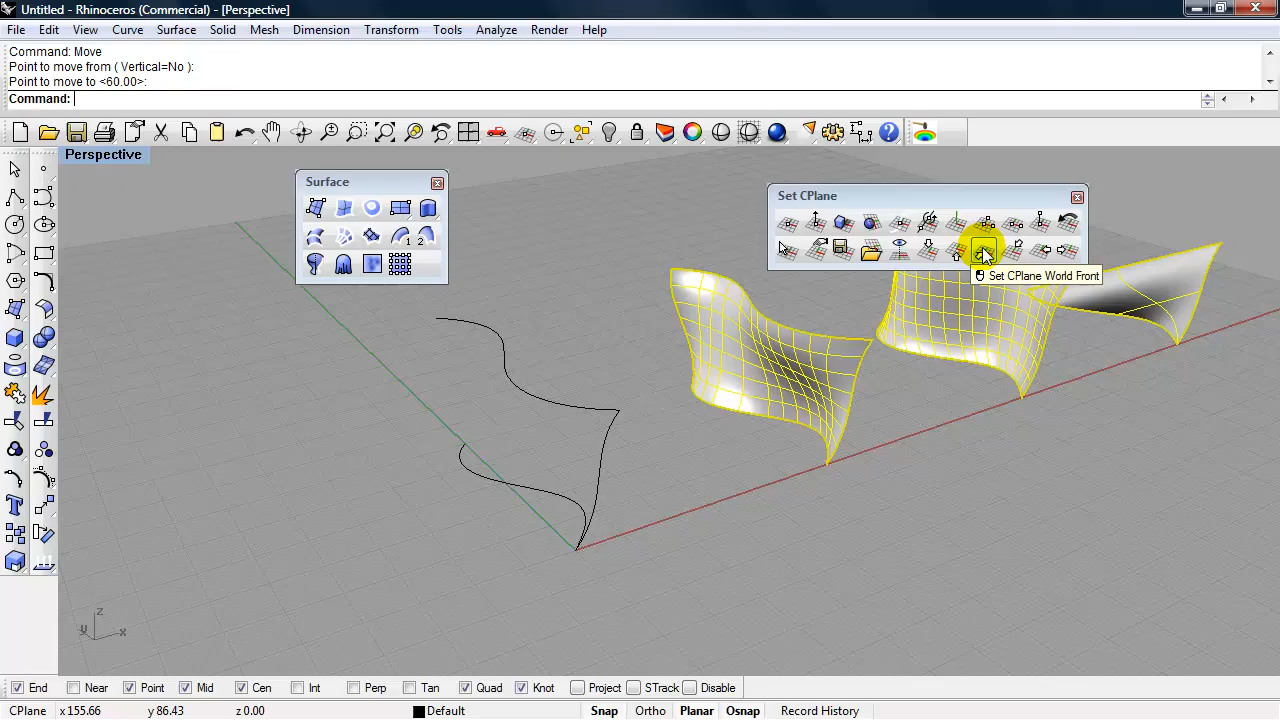 Untitled - Rhinoceros (Commercial) - [Perspective]
File Edit View Curve Surface Solid Mesh Dimension Transform Tools Analyze Render Help
Command: Move
Point to move from ( Vertical=No ):
Point to move to <60.00>:
Command:
Perspective
Surface
Set CPlane
1 2
Set CPlane World Front
z
y x
End Near Point Mid Cen Int Perp Tan Quad Knot Project STrack Disable
CPlane x 155.66 y 86.43 z 0.00 Default Snap Ortho Planar Osnap Record History